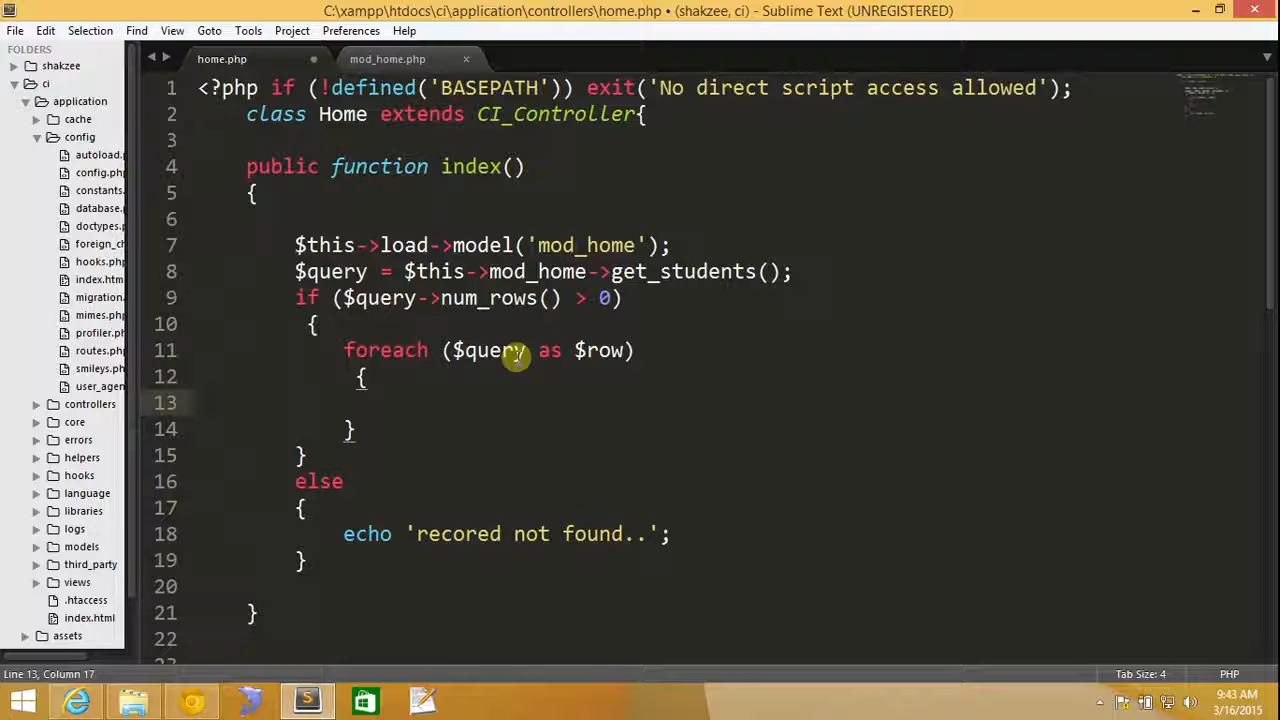 C:\xampp\htdocs\ci\application\controllers\home.php • (shakzee, ci) - Sublime Text (UNREGISTERED)
File Edit Selection Find View Goto Tools Project Preferences Help
FOLDERS
shakzee
ci
application
cache
config
autoload.p
config.php
constants.
database.
doctypes.
foreign_ch
hooks.php
index.htm
migration.
mimes.ph
profiler.ph
routes.ph
smileys.ph
user_agen
controllers
core
errors
helpers
hooks
language
libraries
logs
models
third_party
views
.htaccess
index.html
assets
home.php
mod_home.php
1 <?php if (!defined('BASEPATH')) exit('No direct script access allowed');
2 class Home extends CI_Controller{
3
4 public function index()
5 {
6
7 $this->load->model('mod_home');
8 $query = $this->mod_home->get_students();
9 if ($query->num_rows() > 0)
10 {
11 foreach ($query as $row)
12 {
13
14 }
15 }
16 else
17 {
18 echo 'recored not found..';
19 }
20
21 }
22
23
Line 13, Column 17
Tab Size: 4
PHP
9:43 AM
3/16/2015